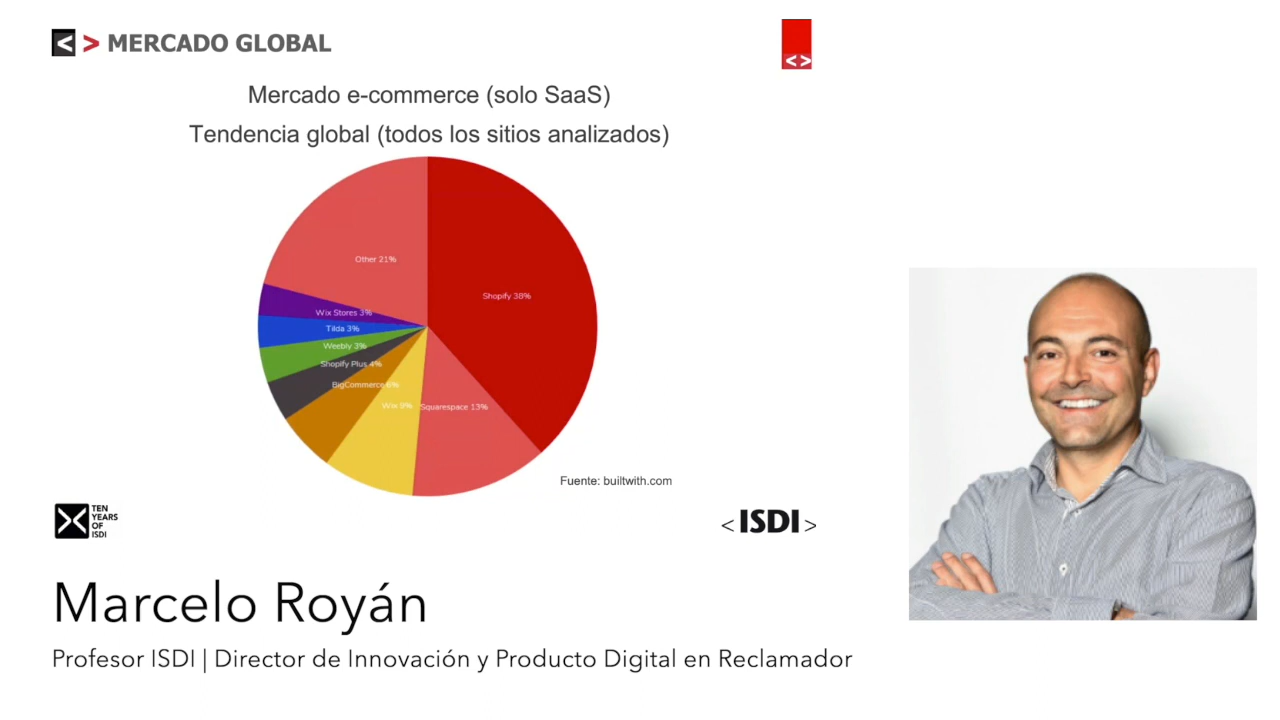 <> MERCADO GLOBAL
<>
Mercado e-commerce (solo SaaS)
Tendencia global (todos los sitios analizados)
Other 21%
Shopify 38%
Wix Stores 3%
Tilda 3%
Weebly 3%
Shopify Plus 4%
BigCommerce 6%
Wix 9%
Squarespace 13%
Fuente: builtwith.com
TEN
YEARS
OF
ISDI
<ISDI>
Marcelo Royán
Profesor ISDI | Director de Innovación y Producto Digital en Reclamador